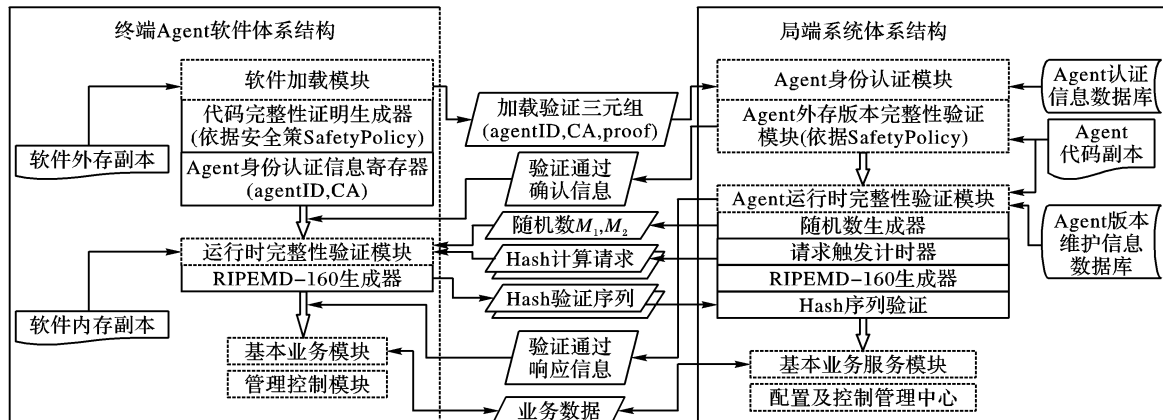 终端Agent软件体系结构
软件加载模块
代码完整性证明生成器
(依据安全策SafetyPolicy)
Agent身份认证信息寄存器
(agentID,CA)
软件外存副本
运行时完整性验证模块
RIPEMD-160生成器
软件内存副本
基本业务模块
管理控制模块
加载验证三元组
(agentID,CA,proof)
验证通过
确认信息
随机数M₁,M₂
Hash计算请求
Hash验证序列
验证通过
响应信息
业务数据
局端系统体系结构
Agent身份认证模块
Agent外存版本完整性验证
模块(依据SafetyPolicy)
Agent运行时完整性验证模块
随机数生成器
请求触发计时器
RIPEMD-160生成器
Hash序列验证
基本业务服务模块
配置及控制管理中心
Agent认证
信息数据库
Agent
代码副本
Agent版本
维护信息
数据库